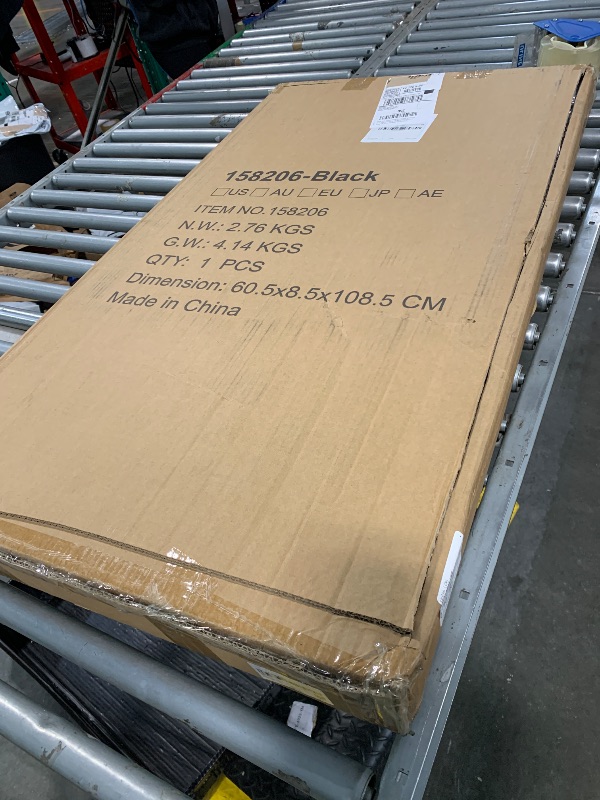 158206-Black
☐US☐ AU ☐EU ☐JP ☐ AE
ITEM NO. 158206
N.W.: 2.76 KGS
G.W.: 4.14 KGS
QTY: 1 PCS
Dimension: 60.5x8.5x108.5 CM
Made in China